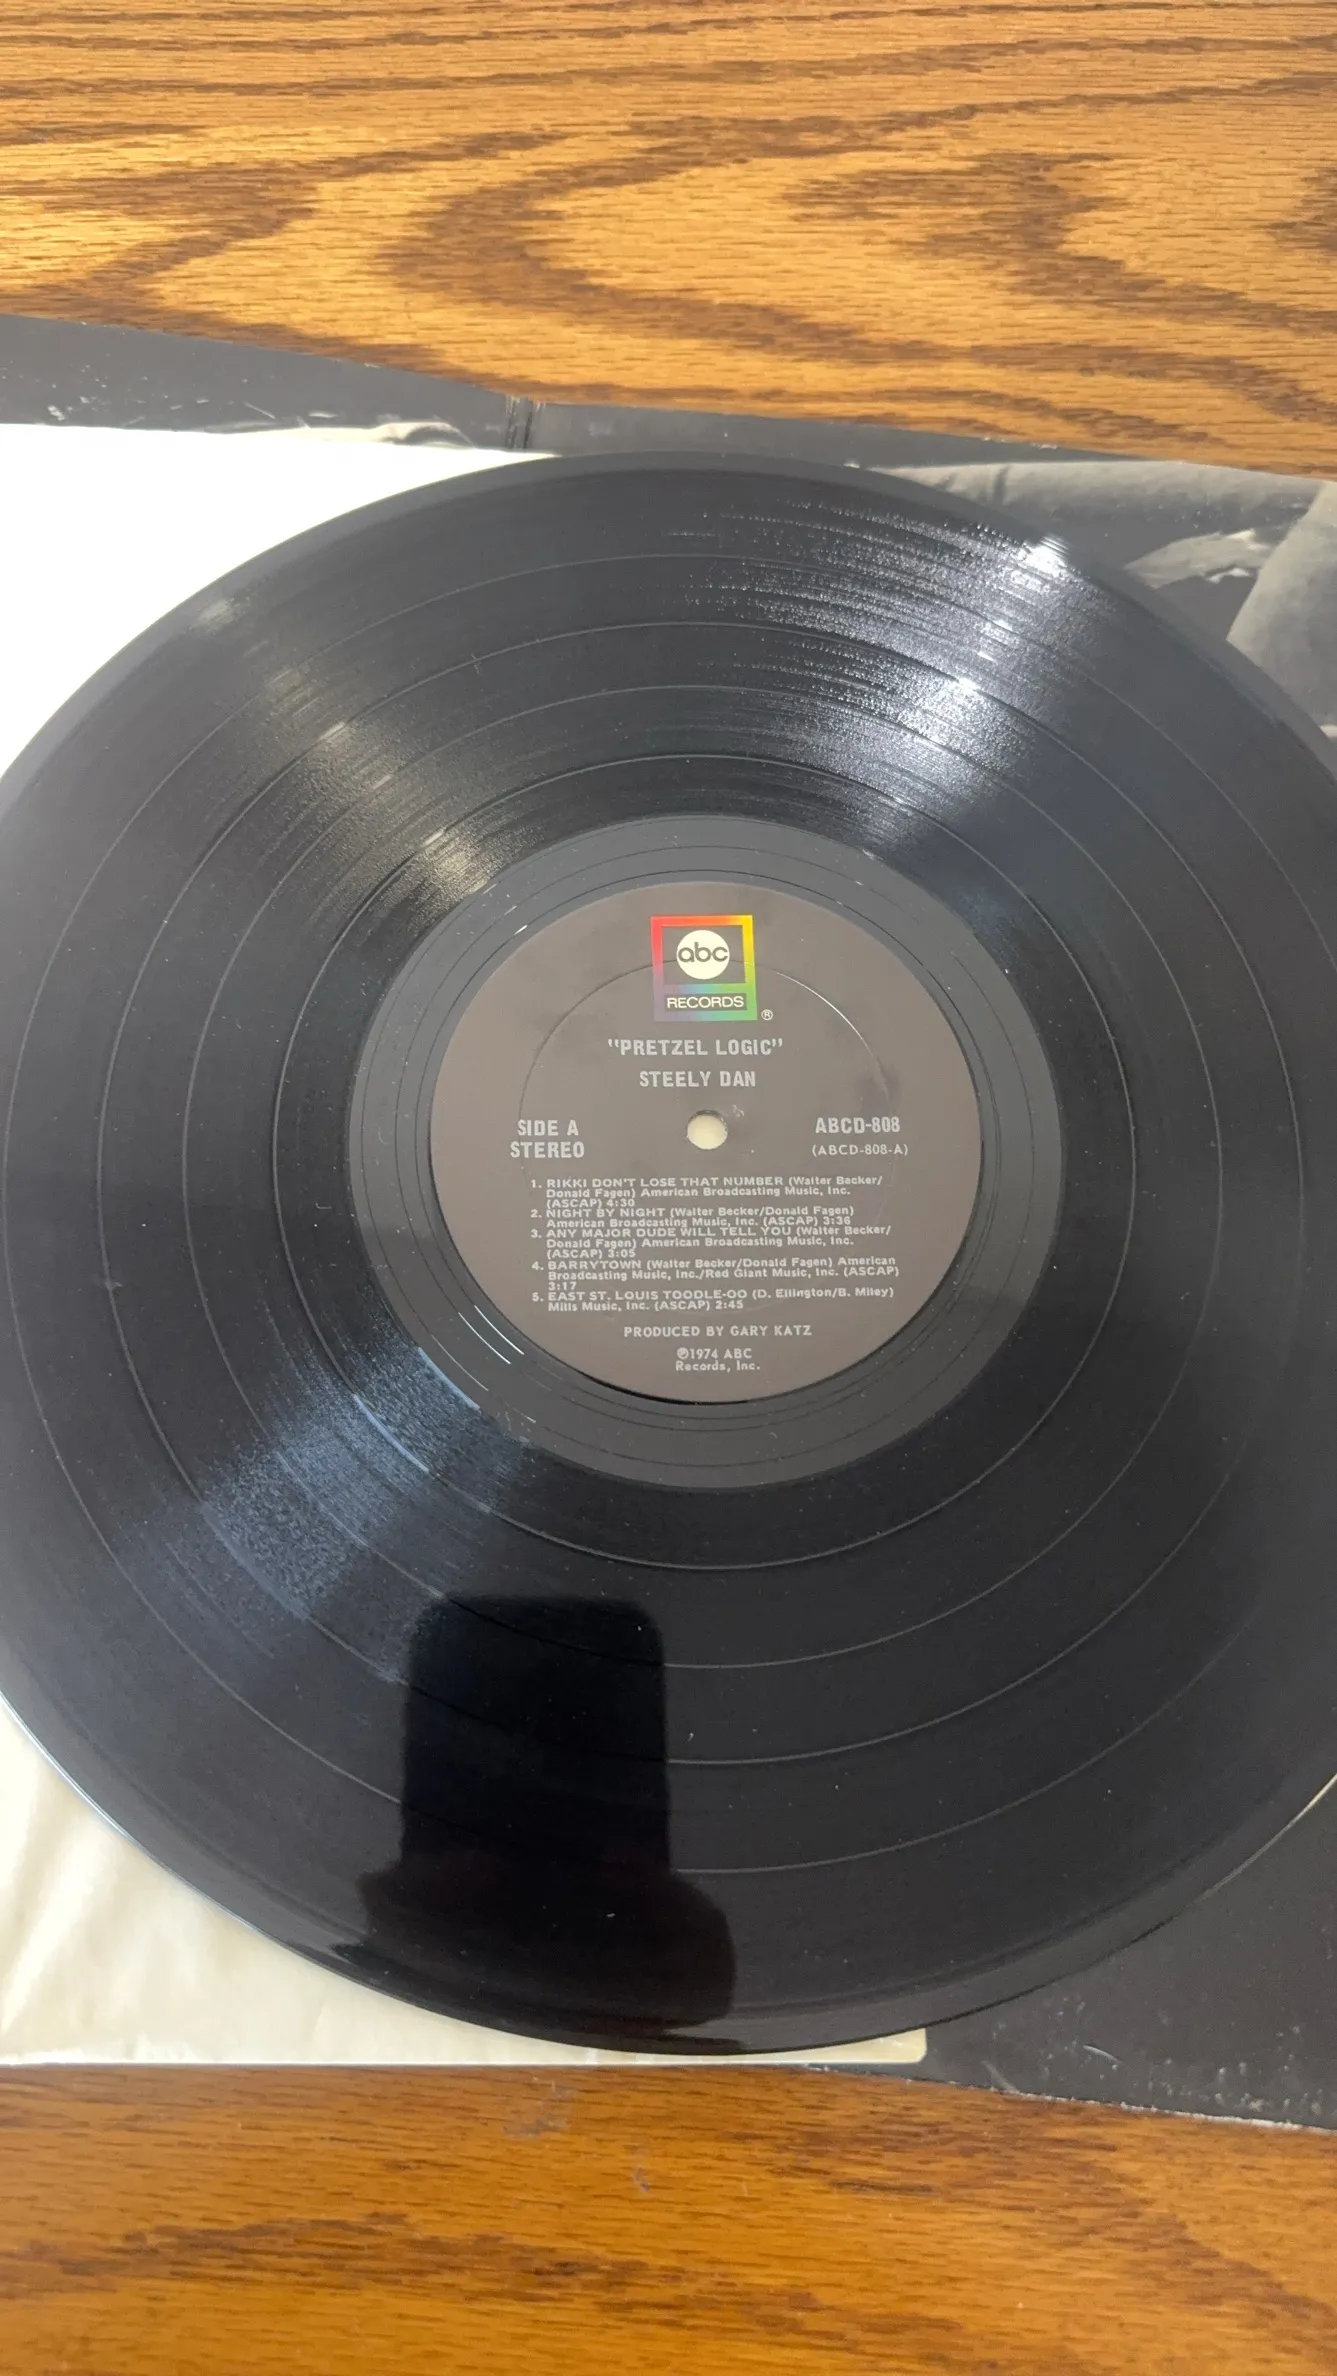 abc
RECORDS
®
"PRETZEL LOGIC"
STEELY DAN
SIDE A
STEREO
ABCD-808
(ABCD-808-A)
1. RIKKI DON'T LOSE THAT NUMBER (Walter Becker/
Donald Fagen) American Broadcasting Music, Inc.
(ASCAP) 4:30
2. NIGHT BY NIGHT (Walter Becker/Donald Fagen)
American Broadcasting Music, Inc. (ASCAP) 3:36
3. ANY MAJOR DUDE WILL TELL YOU (Walter Becker/
Donald Fagen) American Broadcasting Music, Inc.
(ASCAP) 3:05
4. BARRYTOWN (Walter Becker/Donald Fagen) American
Broadcasting Music, Inc./Red Giant Music, Inc. (ASCAP)
3:17
5. EAST ST. LOUIS TOODLE-OO (D. Ellington/B. Miley)
Mills Music, Inc. (ASCAP) 2:45
PRODUCED BY GARY KATZ
℗1974 ABC
Records, Inc.